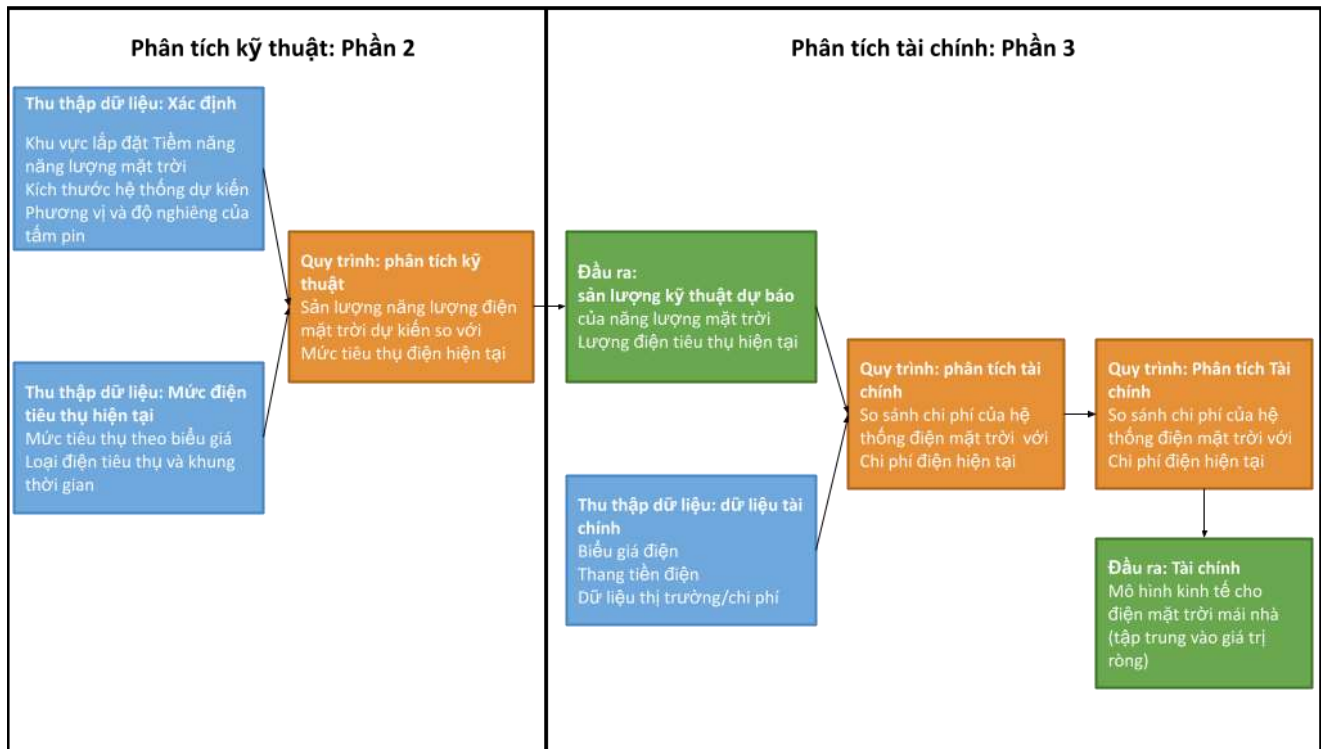 Phân tích kỹ thuật: Phần 2
Thu thập dữ liệu: Xác định
Khu vực lắp đặt Tiềm năng
năng lượng mặt trời
Kích thước hệ thống dự kiến
Phương vị và độ nghiêng của
tấm pin
Thu thập dữ liệu: Mức điện
tiêu thụ hiện tại
Mức tiêu thụ theo biểu giá
Loại điện tiêu thụ và khung
thời gian
Quy trình: phân tích kỹ
thuật
Sản lượng năng lượng điện
mặt trời dự kiến so với
Mức tiêu thụ điện hiện tại
Phân tích tài chính: Phần 3
Đầu ra:
sản lượng kỹ thuật dự báo
của năng lượng mặt trời
Lượng điện tiêu thụ hiện tại
Thu thập dữ liệu: dữ liệu tài
chính
Biểu giá điện
Thang tiền điện
Dữ liệu thị trường/chi phí
Quy trình: phân tích tài
chính
So sánh chi phí của hệ
thống điện mặt trời với
Chi phí điện hiện tại
Quy trình: Phân tích Tài
chính
So sánh chi phí của hệ
thống điện mặt trời với
Chi phí điện hiện tại
Đầu ra: Tài chính
Mô hình kinh tế cho
điện mặt trời mái nhà
(tập trung vào giá trị
ròng)